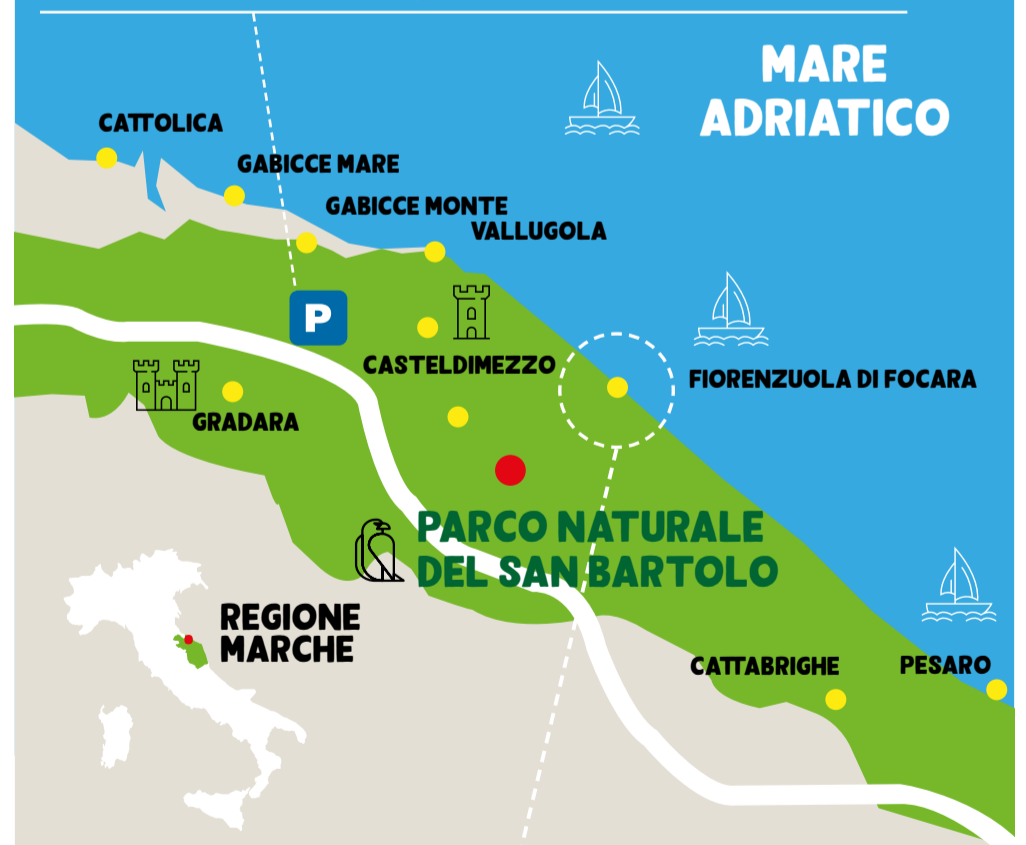 MARE
ADRIATICO
CATTOLICA
GABICCE MARE
GABICCE MONTE
VALLUGOLA
P
CASTELDIMEZZO
FIORENZUOLA DI FOCARA
GRADARA
PARCO NATURALE
DEL SAN BARTOLO
REGIONE
MARCHE
CATTABRIGHE
PESARO